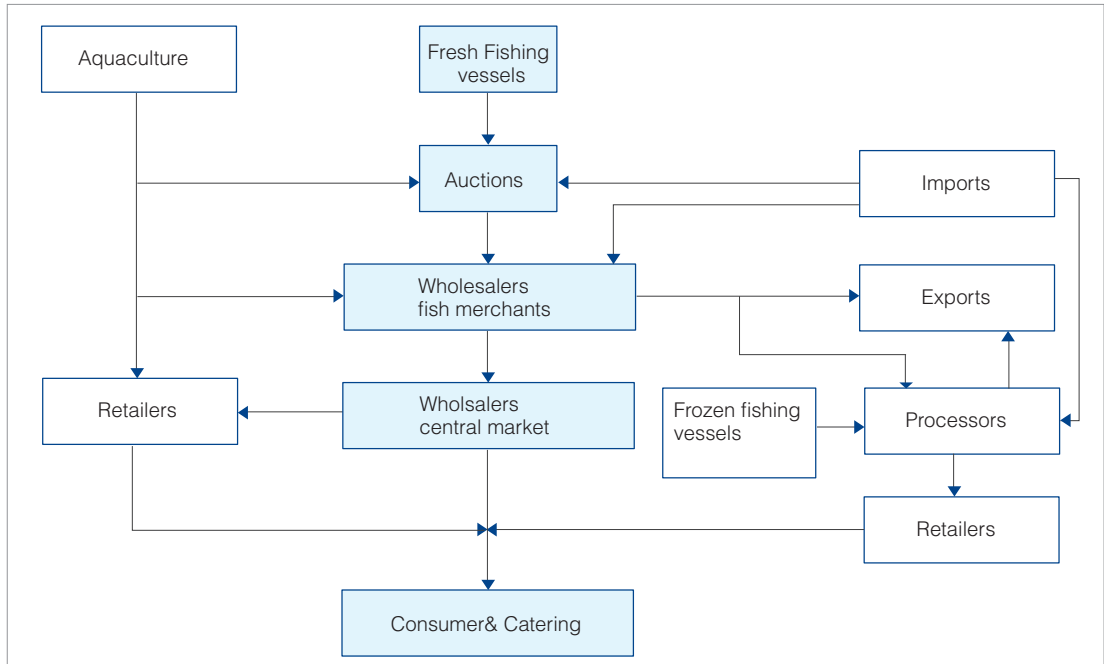 Aquaculture
Fresh Fishing
vessels
Auctions
Imports
Wholesalers
fish merchants
Exports
Retailers
Wholsalers
central market
Frozen fishing
vessels
Processors
Retailers
Consumer& Catering